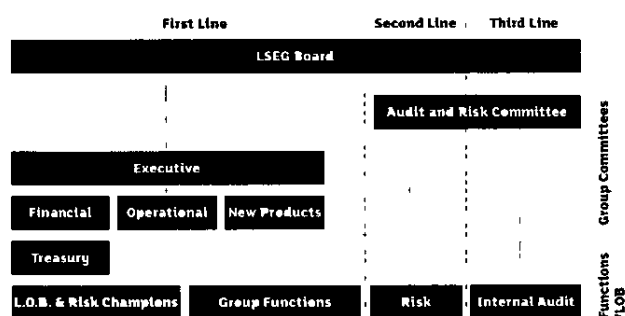 First Line Second Line Third Line
LSEG Board
Audit and Risk Committee
Executive
Financial Operational New Products
Treasury
L.O.B. & Risk Champions Group Functions Risk Internal Audit
Group Committees
Functions
/LOB